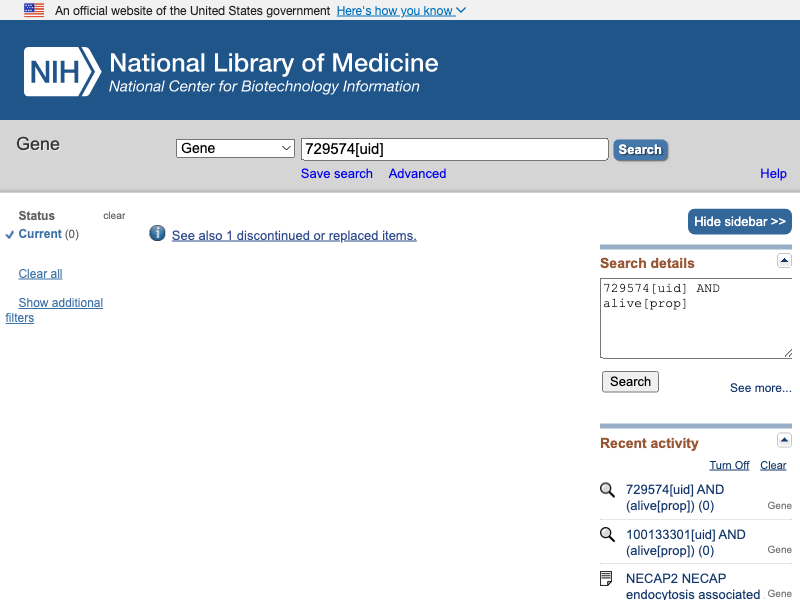 An official website of the United States government Here's how you know
NIH National Library of Medicine
National Center for Biotechnology Information
Gene
Gene 729574[uid] Search
Save search Advanced
Help
Status clear
Current (0)
Clear all
Show additional
filters
See also 1 discontinued or replaced items.
Hide sidebar >>
Search details
729574[uid] AND
alive[prop]
Search
See more...
Recent activity
Turn Off Clear
729574[uid] AND
(alive[prop]) (0) Gene
100133301[uid] AND
(alive[prop]) (0) Gene
NECAP2 NECAP
endocytosis associated Gene